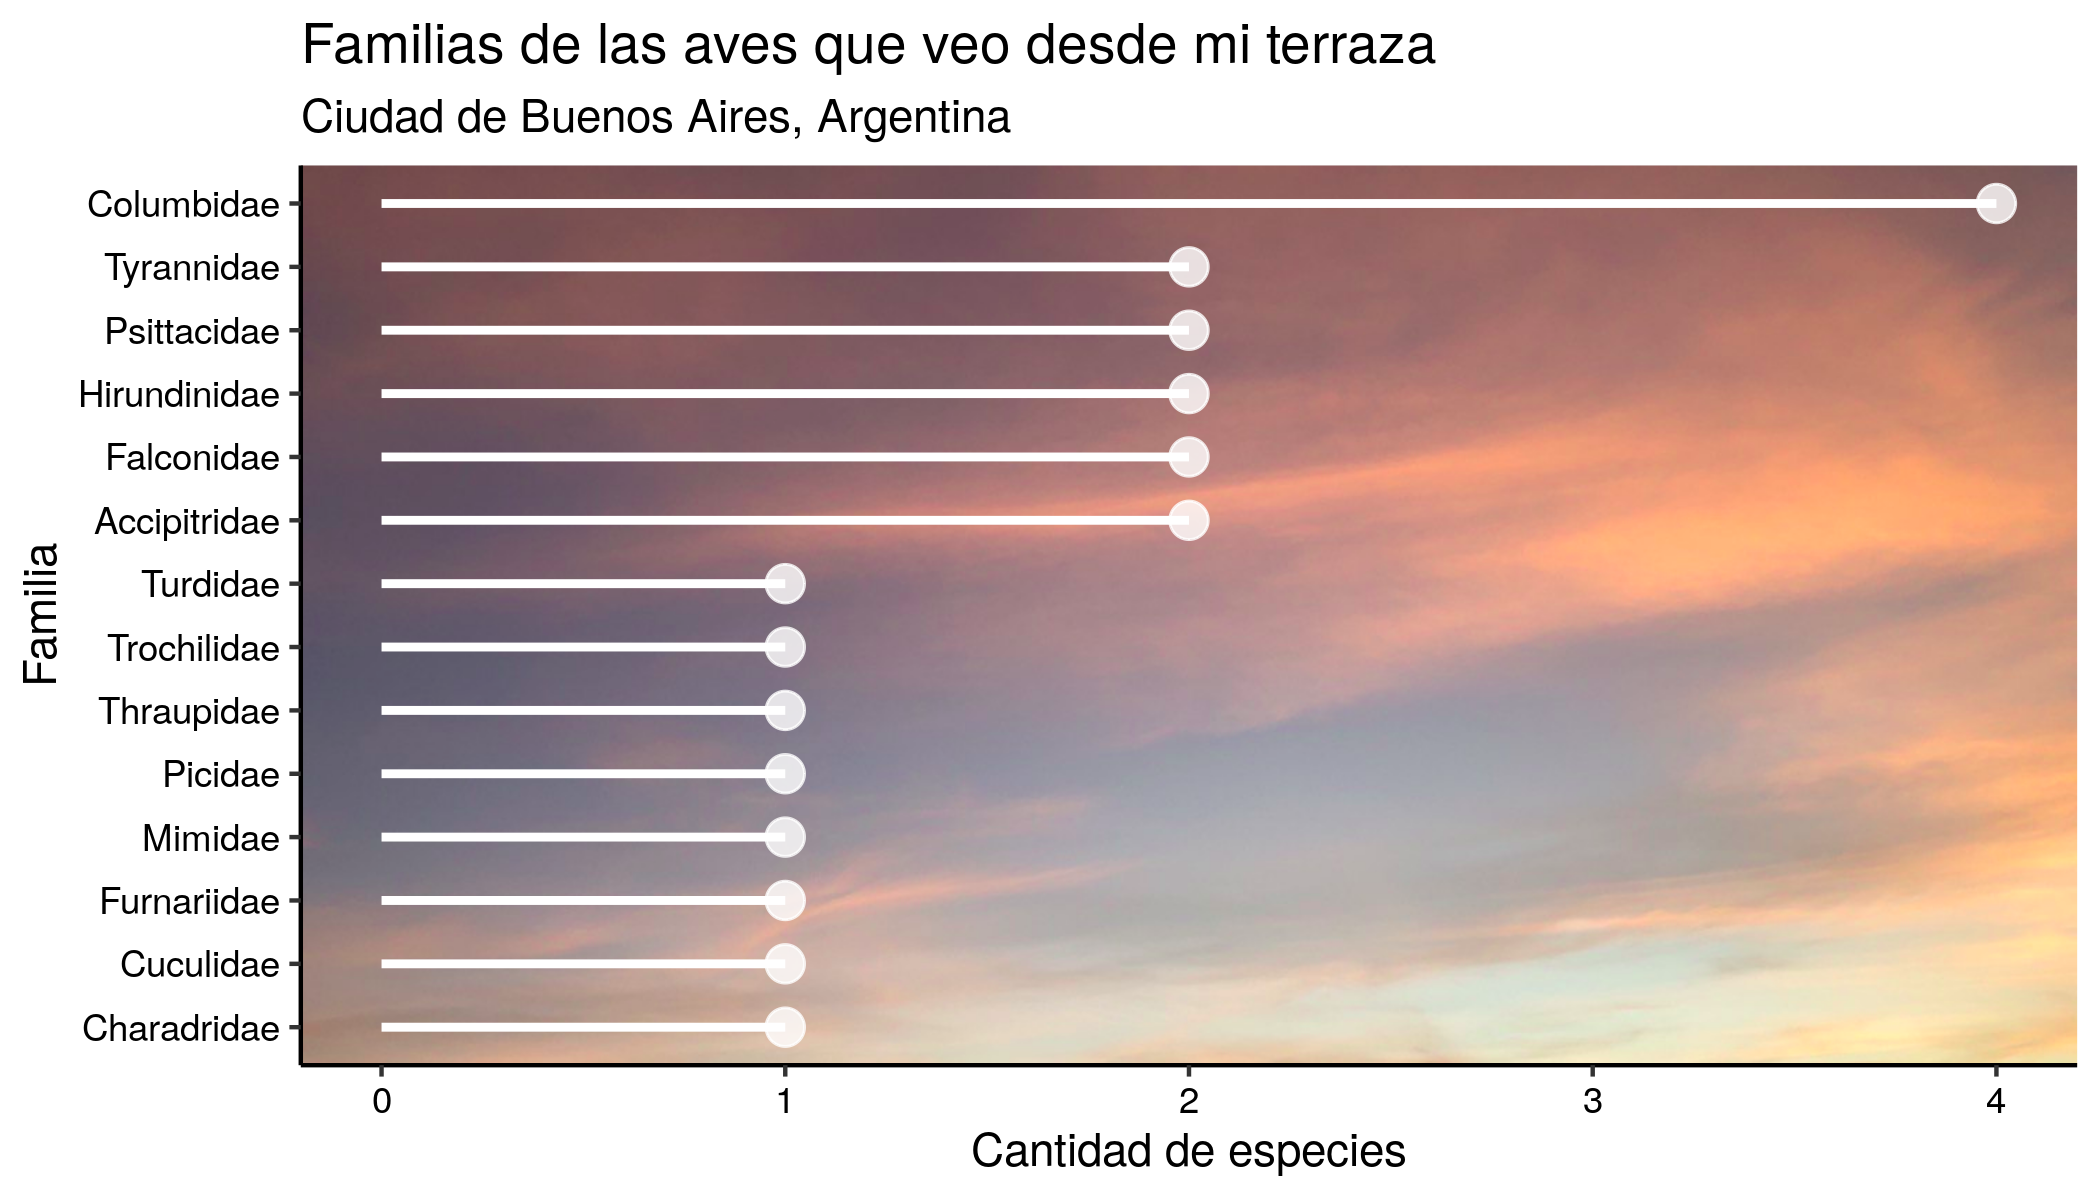 Familias de las aves que veo desde mi terraza
Ciudad de Buenos Aires, Argentina
Familia
Columbidae
Tyrannidae
Psittacidae
Hirundinidae
Falconidae
Accipitridae
Turdidae
Trochilidae
Thraupidae
Picidae
Mimidae
Furnariidae
Cuculidae
Charadridae
0 1 2 3 4
Cantidad de especies